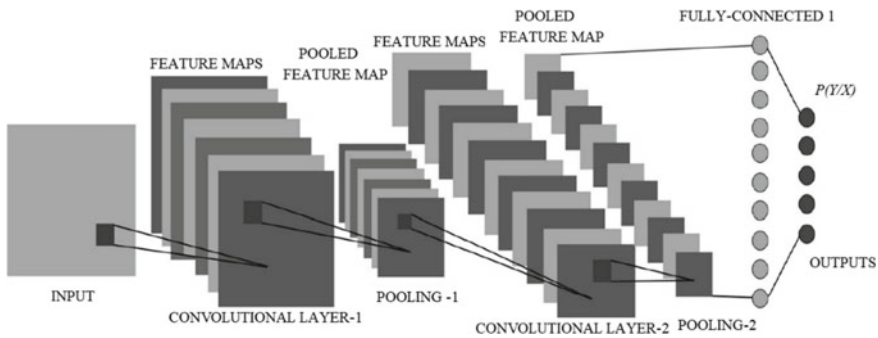 FEATURE MAPS
POOLED
FEATURE MAP
FEATURE MAPS
POOLED
FEATURE MAP
FULLY-CONNECTED 1
P(Y/X)
INPUT
CONVOLUTIONAL LAYER-1
POOLING -1
CONVOLUTIONAL LAYER-2
POOLING-2
OUTPUTS